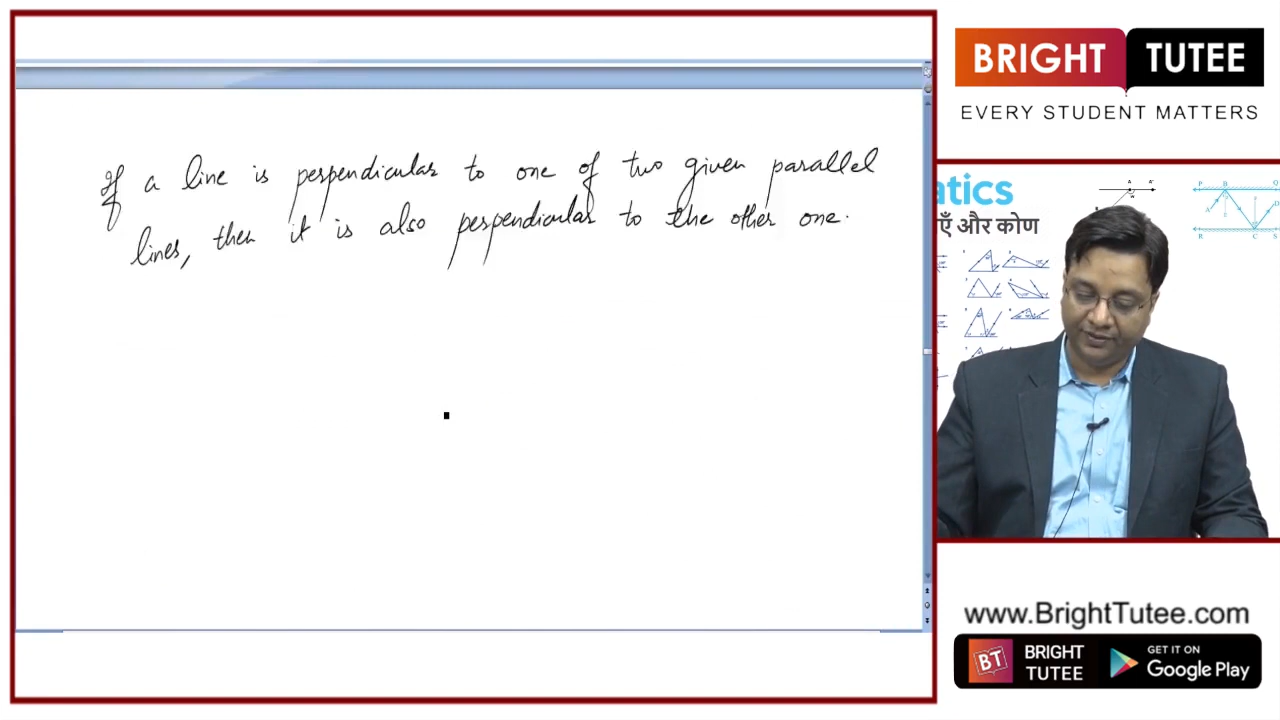 BRIGHT TUTEE
EVERY STUDENT MATTERS
If a line is perpendicular to one of two given parallel
lines, then it is also perpendicular to the other one.
atics
एँ और कोण
www.BrightTutee.com
BT BRIGHT TUTEE
GET IT ON
Google Play